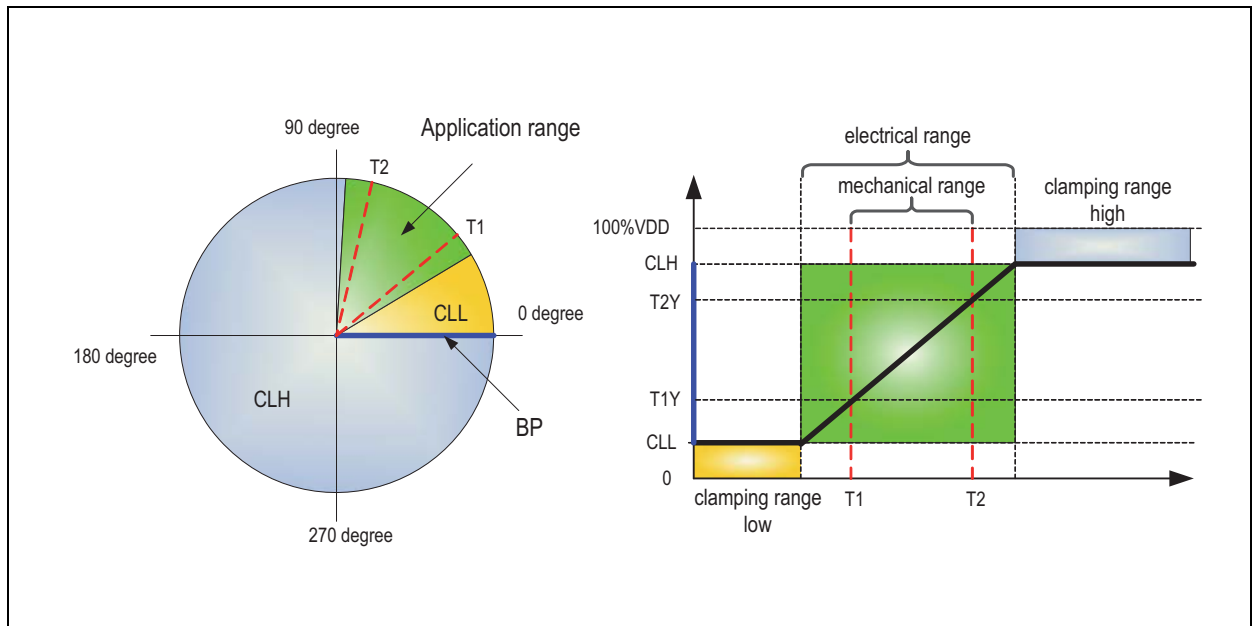 90 degree
Application range
T2
T1
CLL
0 degree
180 degree
CLH
BP
270 degree
electrical range
mechanical range
clamping range
high
100%VDD
CLH
T2Y
T1Y
CLL
0
clamping range
low
T1
T2